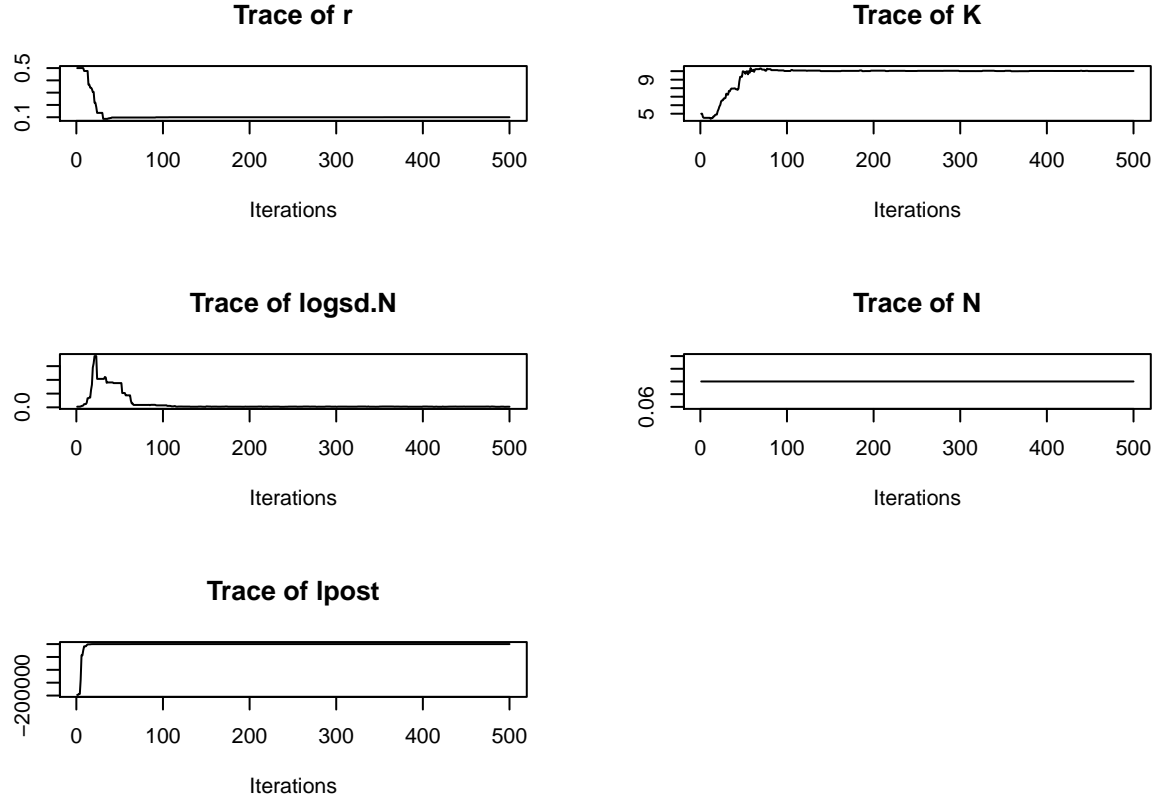 Trace of r
0.5
0.1
0 100 200 300 400 500
Iterations
Trace of K
9
5
0 100 200 300 400 500
Iterations
Trace of logsd.N
0.0
0 100 200 300 400 500
Iterations
Trace of N
0.06
0 100 200 300 400 500
Iterations
Trace of lpost
−200000
0 100 200 300 400 500
Iterations